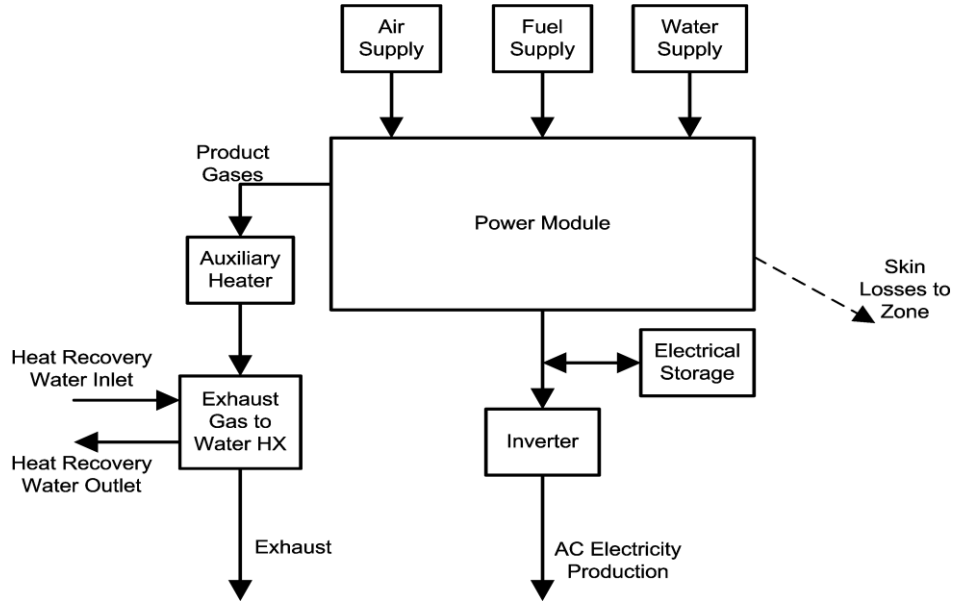 Air
Supply
Fuel
Supply
Water
Supply
Product
Gases
Power Module
Auxiliary
Heater
Skin
Losses to
Zone
Heat Recovery
Water Inlet
Electrical
Storage
Exhaust
Gas to
Water HX
Inverter
Heat Recovery
Water Outlet
Exhaust
AC Electricity
Production